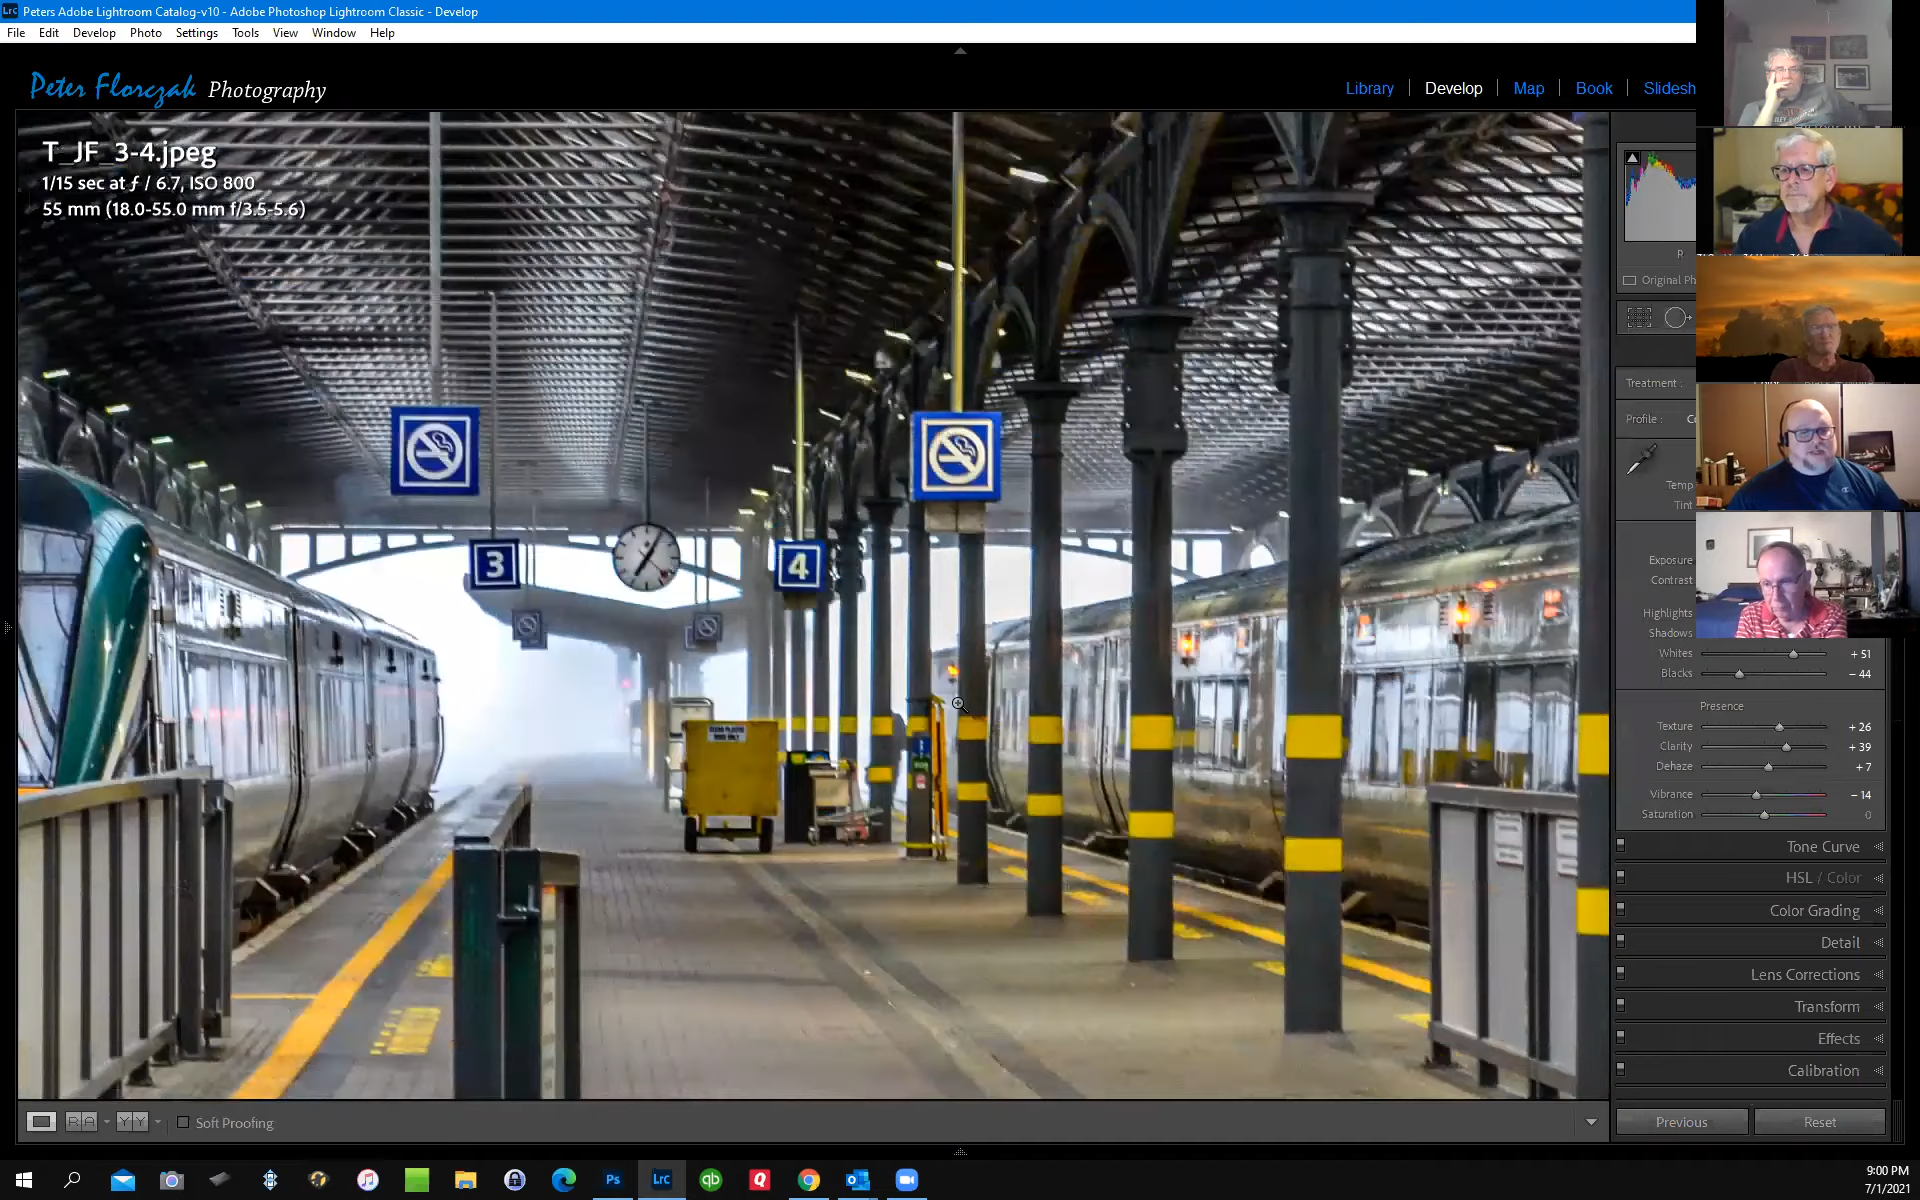 Peters Adobe Lightroom Catalog-v10 - Adobe Photoshop Lightroom Classic - Develop
File Edit Develop Photo Settings Tools View Window Help
Peter Florczak Photography
Library | Develop | Map | Book | Slidesh
T_JF_3-4.jpeg
1/15 sec at ƒ / 6.7, ISO 800
55 mm (18.0-55.0 mm f/3.5-5.6)
R
Original Ph
Treatment :
Profile : Co
Temp
Tint
Exposure
Contrast
Highlights
Shadows
Whites + 51
Blacks – 44
Presence
Texture + 26
Clarity + 39
Dehaze + 7
Vibrance – 14
Saturation 0
Tone Curve
HSL / Color
Color Grading
Detail
Lens Corrections
Transform
Effects
Calibration
3
4
Soft Proofing
Previous Reset
Ps LrC qb Q
9:00 PM
7/1/2021